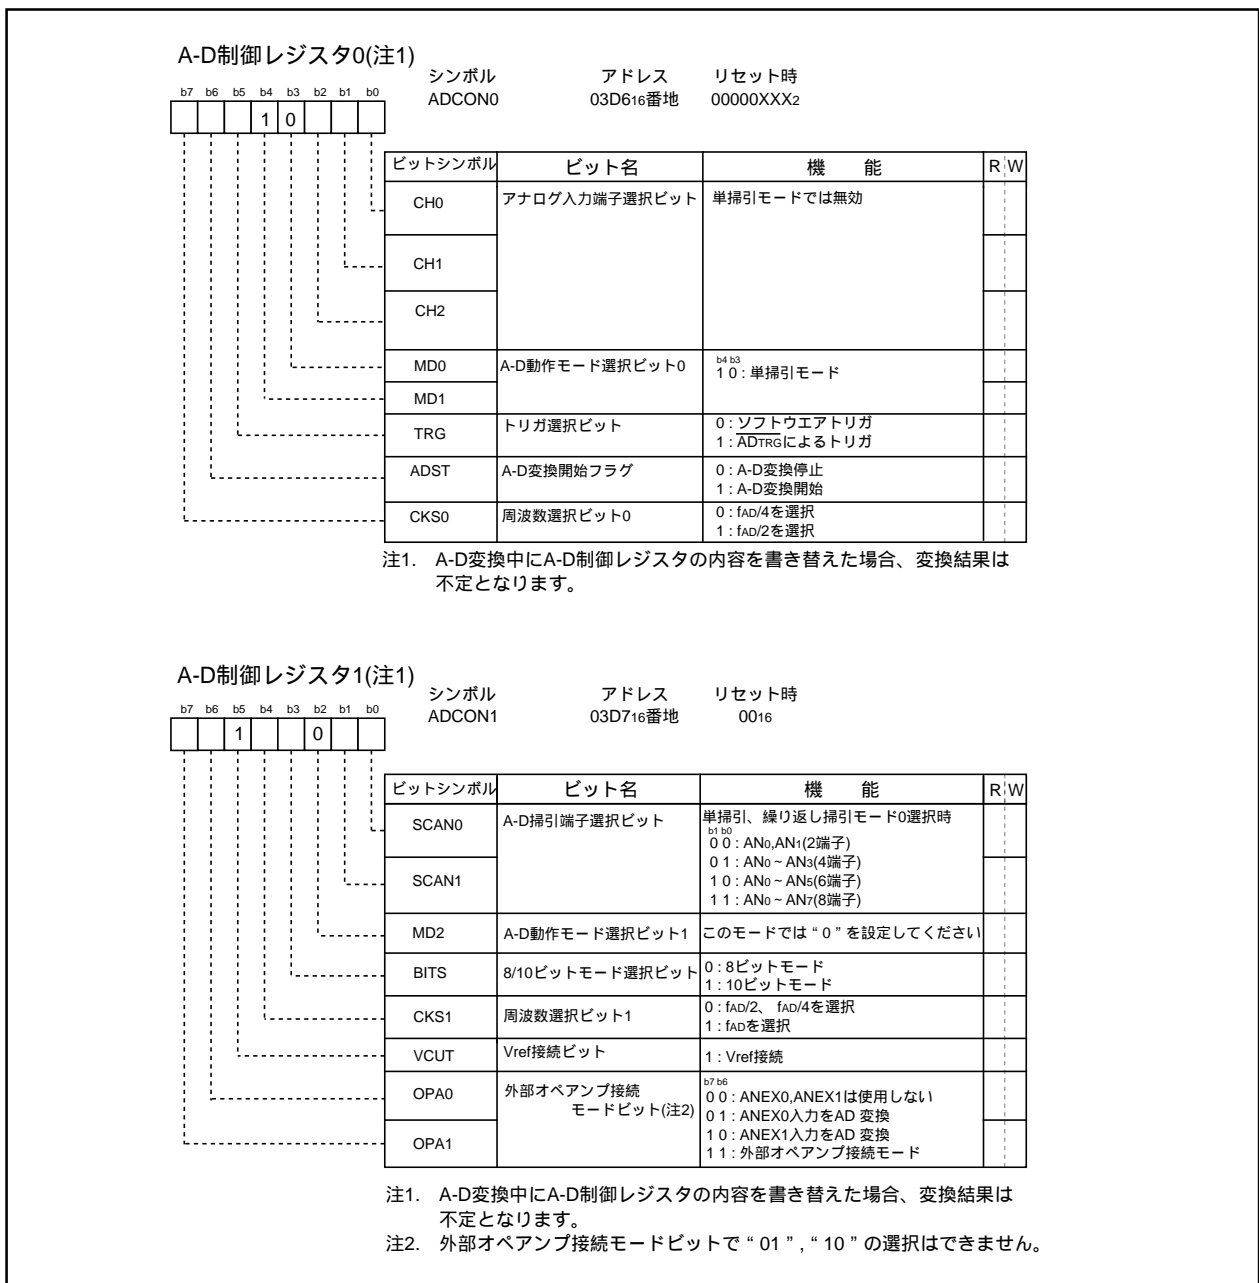 A-D制御レジスタ0(注1)
シンボル アドレス リセット時
ADCON0 03D616番地 00000XXX2
b7 b6 b5 b4 b3 b2 b1 b0
1 0
ビットシンボル ビット名 機 能 R W
CH0 アナログ入力端子選択ビット 単掃引モードでは無効
CH1
CH2
MD0 A-D動作モード選択ビット0 b4 b3
1 0 : 単掃引モード
MD1
TRG トリガ選択ビット 0 : ソフトウエアトリガ
1 : ADTRGによるトリガ
ADST A-D変換開始フラグ 0 : A-D変換停止
1 : A-D変換開始
CKS0 周波数選択ビット0 0 : fAD/4を選択
1 : fAD/2を選択
注1. A-D変換中にA-D制御レジスタの内容を書き替えた場合、変換結果は
不定となります。
A-D制御レジスタ1(注1)
シンボル アドレス リセット時
ADCON1 03D716番地 0016
b7 b6 b5 b4 b3 b2 b1 b0
1 0
ビットシンボル ビット名 機 能 R W
SCAN0 A-D掃引端子選択ビット 単掃引、繰り返し掃引モード0選択時
b1 b0
0 0 : AN0,AN1(2端子)
0 1 : AN0 ~ AN3(4端子)
SCAN1 1 0 : AN0 ~ AN5(6端子)
1 1 : AN0 ~ AN7(8端子)
MD2 A-D動作モード選択ビット1 このモードでは “ 0 ” を設定してください
BITS 8/10ビットモード選択ビット 0 : 8ビットモード
1 : 10ビットモード
CKS1 周波数選択ビット1 0 : fAD/2、 fAD/4を選択
1 : fADを選択
VCUT Vref接続ビット 1 : Vref接続
OPA0 外部オペアンプ接続
モードビット(注2)
b7 b6
0 0 : ANEX0,ANEX1は使用しない
0 1 : ANEX0入力をAD 変換
OPA1 1 0 : ANEX1入力をAD 変換
1 1 : 外部オペアンプ接続モード
注1. A-D変換中にA-D制御レジスタの内容を書き替えた場合、変換結果は
不定となります。
注2. 外部オペアンプ接続モードビットで “ 01 ” , “ 10 ” の選択はできません。